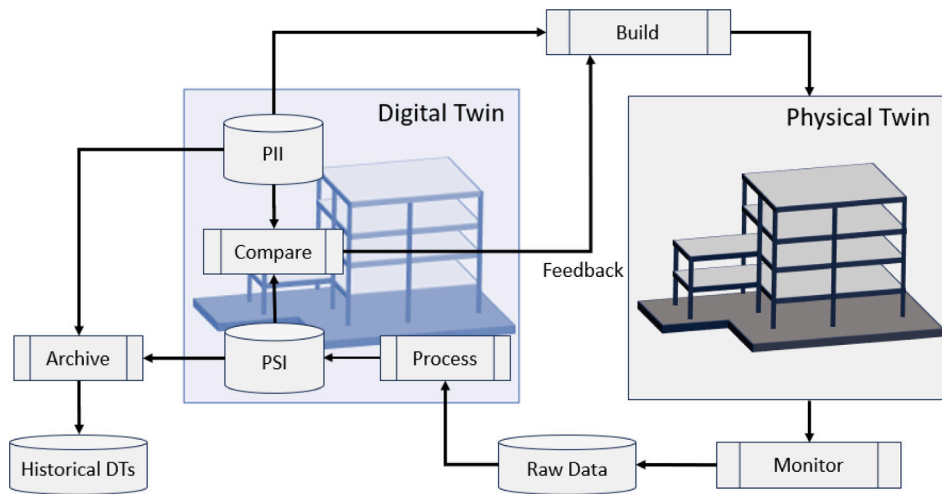 Build
Digital Twin
Physical Twin
PII
Compare
Feedback
Archive
PSI
Process
Historical DTs
Raw Data
Monitor